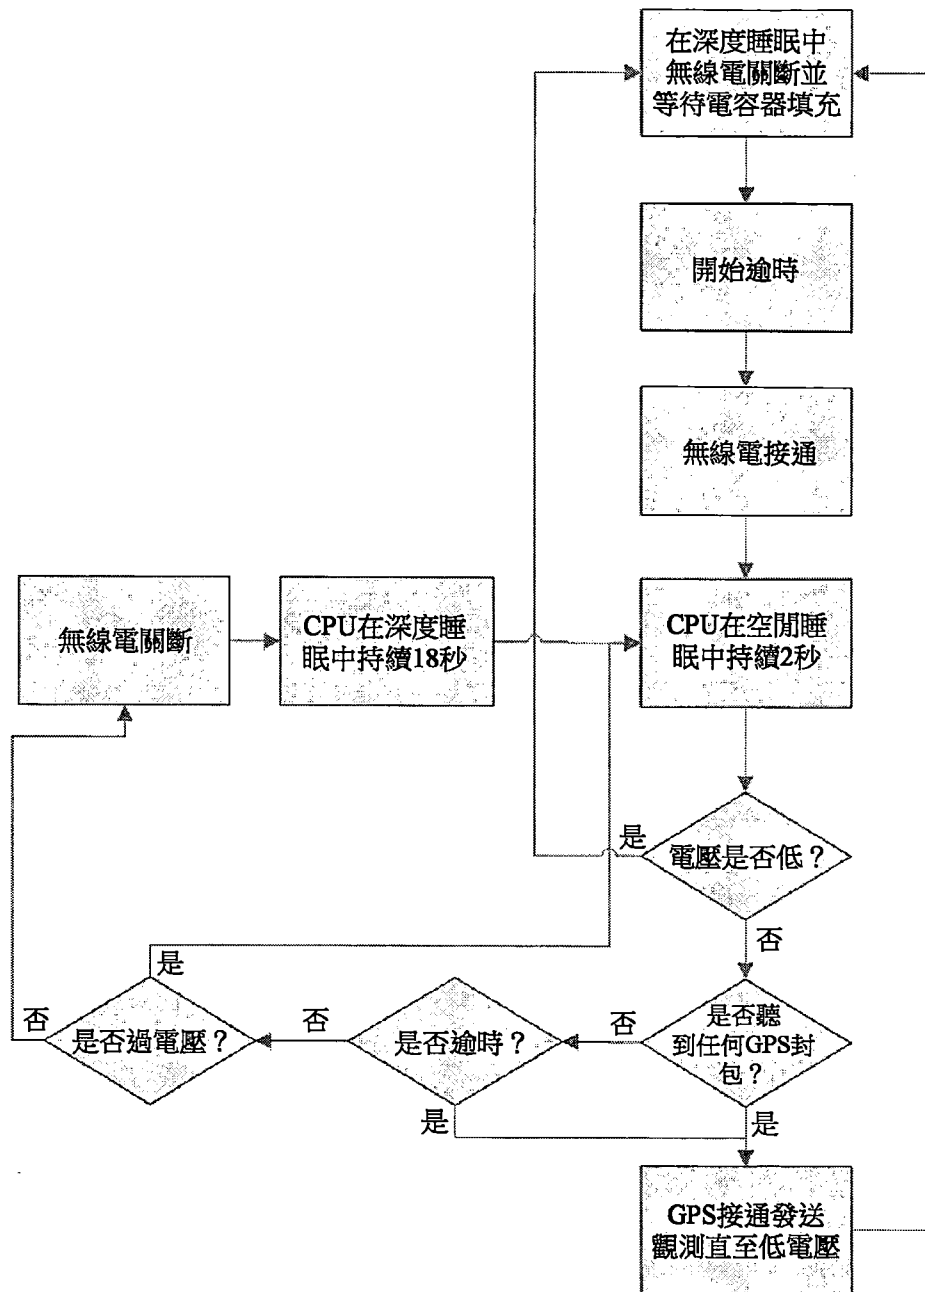 在深度睡眠中
無線電關斷並
等待電容器填充
開始逾時
無線電接通
無線電關斷
CPU在深度睡
眠中持續18秒
CPU在空閒睡
眠中持續2秒
是
電壓是否低？
否
是
否
是否過電壓？
否
是否逾時？
否
是否聽
到任何GPS封
包？
是
是
GPS接通發送
觀測直至低電壓